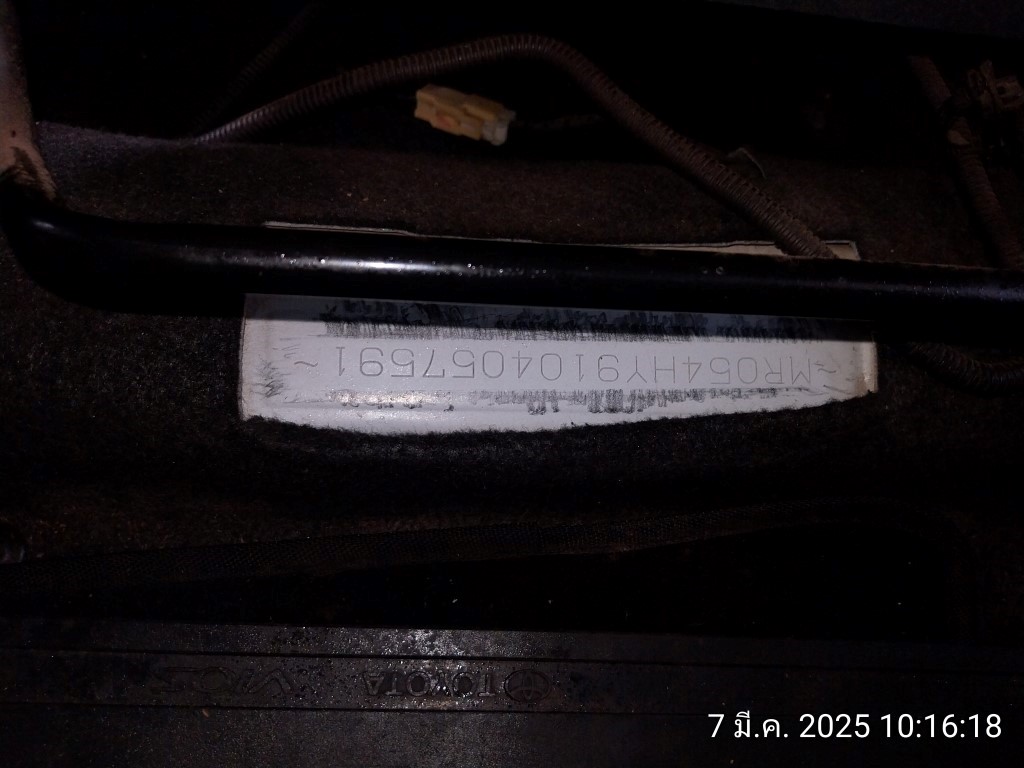 ~MR054HY9104057591~
TOYOTA VIOS
7 มี.ค. 2025 10:16:18